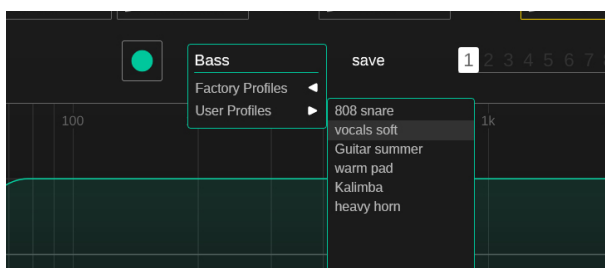 Bass save 1 2 3 4 5 6 7
Factory Profiles
User Profiles
808 snare
vocals soft
Guitar summer
warm pad
Kalimba
heavy horn
100 1k